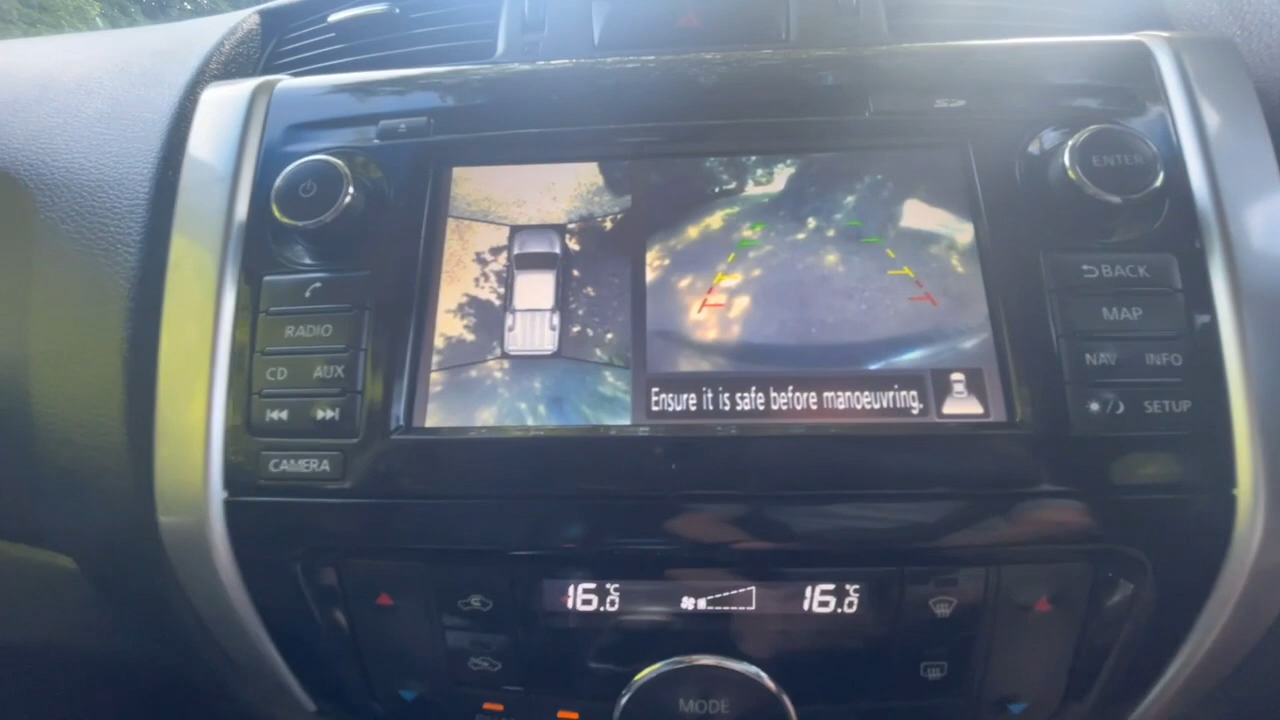 SD
ENTER
BACK
RADIO
MAP
CD AUX
NAV INFO
Ensure it is safe before manoeuvring.
SETUP
CAMERA
16.0°C 16.0°C
MODE